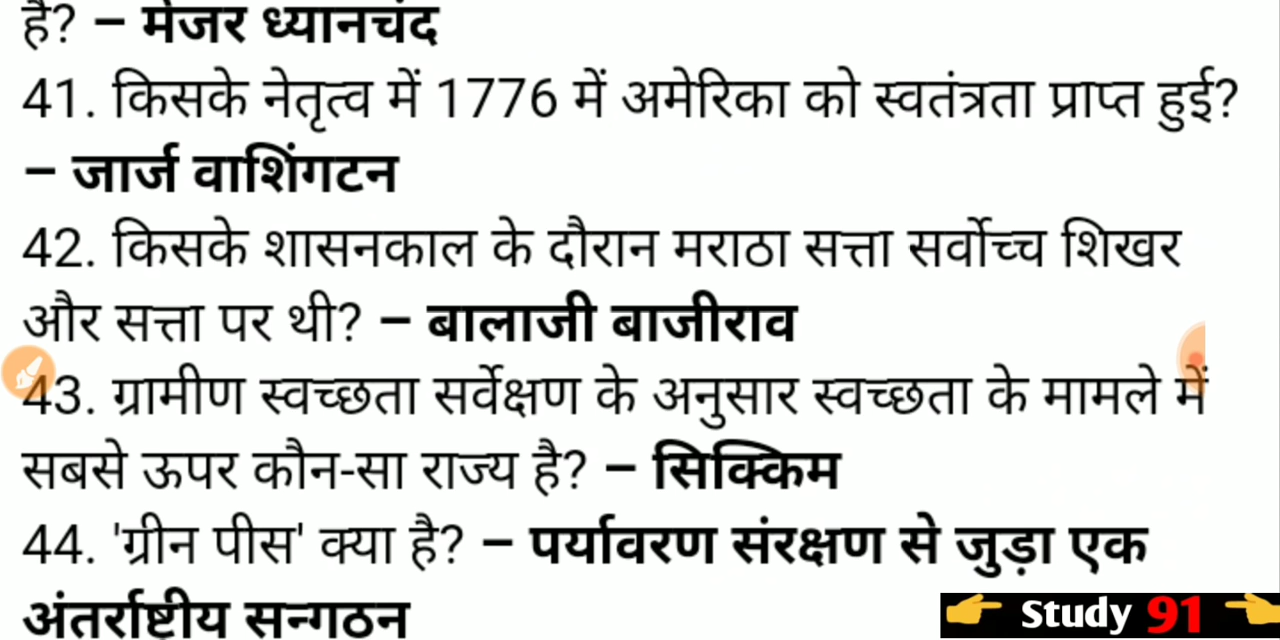 है? – मेजर ध्यानचंद
41. किसके नेतृत्व में 1776 में अमेरिका को स्वतंत्रता प्राप्त हुई?
– जार्ज वाशिंगटन
42. किसके शासनकाल के दौरान मराठा सत्ता सर्वोच्च शिखर
और सत्ता पर थी? – बालाजी बाजीराव
43. ग्रामीण स्वच्छता सर्वेक्षण के अनुसार स्वच्छता के मामले में
सबसे ऊपर कौन-सा राज्य है? – सिक्किम
44. 'ग्रीन पीस' क्या है? – पर्यावरण संरक्षण से जुड़ा एक
अंतर्राष्टीय सन्गठन
Study 91